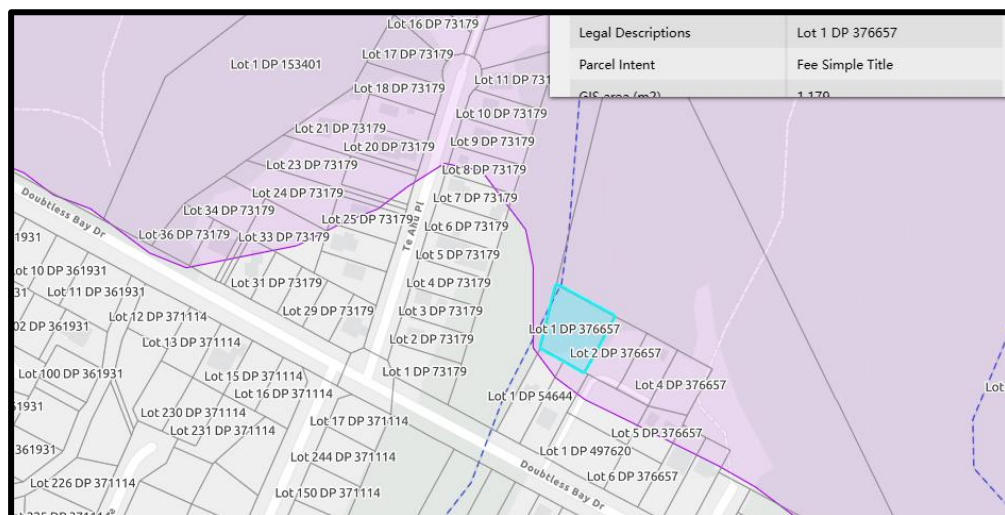 Lot 16 DP 73179
Legal Descriptions Lot 1 DP 376657
Lot 17 DP 73179
Lot 1 DP 153401
Parcel Intent Fee Simple Title
Lot 11 DP 731
Lot 18 DP 73179
GIS area (m2) 1,179
Lot 10 DP 73179
Lot 21 DP 73179
Lot 9 DP 73179
Lot 20 DP 73179
Lot 23 DP 73179
Lot 8 DP 73179
Lot 24 DP 73179
Lot 7 DP 73179
Doubtless Bay Dr
Lot 34 DP 73179
Lot 25 DP 73179
Te Ahu Pl
Lot 6 DP 73179
Lot 36 DP 73179
Lot 33 DP 73179
61931
Lot 5 DP 73179
Lot 10 DP 361931
Lot 31 DP 73179
Lot 4 DP 73179
Lot 11 DP 361931
Lot 29 DP 73179
Lot 3 DP 73179
Lot 12 DP 371114
02 DP 361931
Lot 1 DP 376657
Lot 13 DP 371114
Lot 2 DP 73179
Lot 2 DP 376657
Lot 100 DP 361931
Lot 15 DP 371114
Lot 1 DP 73179
Lot 4 DP 376657
Lot
Lot 16 DP 371114
Lot 1 DP 54644
Lot 230 DP 371114
Lot 17 DP 371114
Lot 231 DP 371114
Lot 5 DP 376657
361931
Lot 244 DP 371114
Lot 1 DP 497620
Doubtless Bay Dr
Lot 6 DP 376657
Lot 226 DP 371114
Lot 150 DP 371114